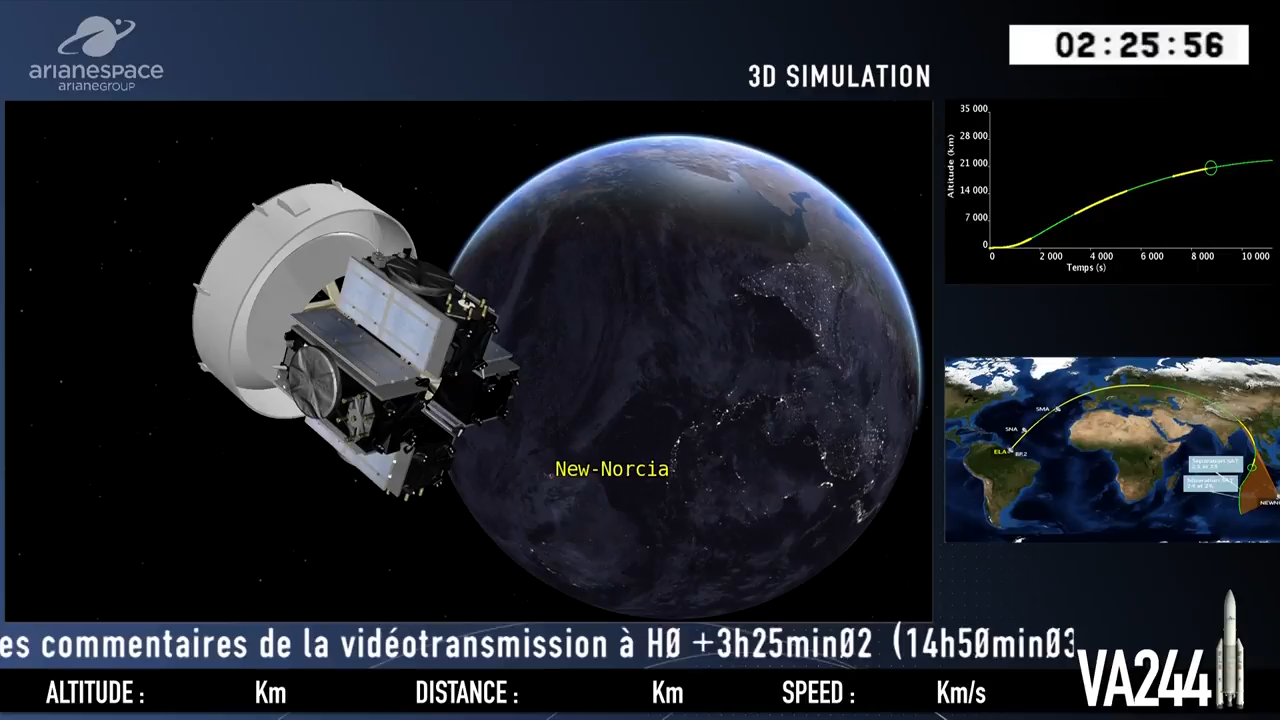 arianespace
arianeGROUP
3D SIMULATION
02:25:56
35 000
28 000
21 000
14 000
7 000
0
Altitude (km)
0 2 000 4 000 6 000 8 000 10 000
Temps (s)
New-Norcia
SMA
SNA
ELA
NEWN
es commentaires de la vidéotransmission à HØ +3h25minØ2 (14h5ØminØ3
ALTITUDE : Km DISTANCE : Km SPEED : Km/s
VA244